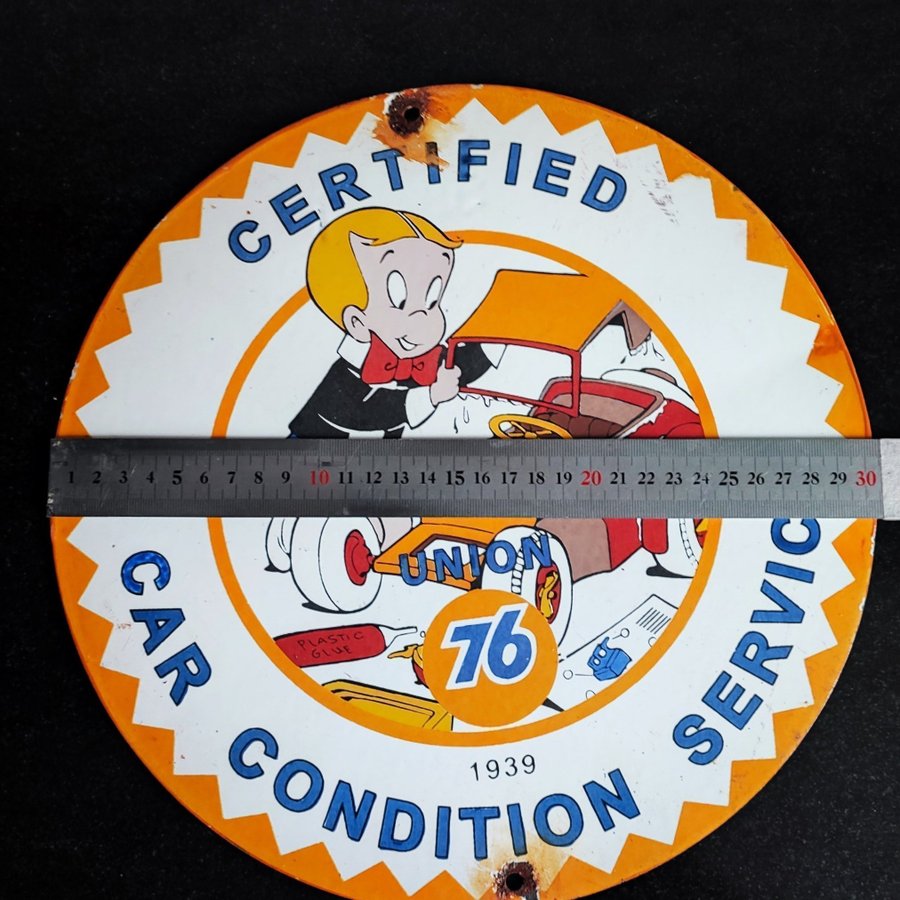 CERTIFIED
1 2 3 4 5 6 7 8 9 10 11 12 13 14 15 16 17 18 19 20 21 22 23 24 25 26 27 28 29 30
UNION
76
PLASTIC
GLUE
1939
CAR CONDITION SERVIC